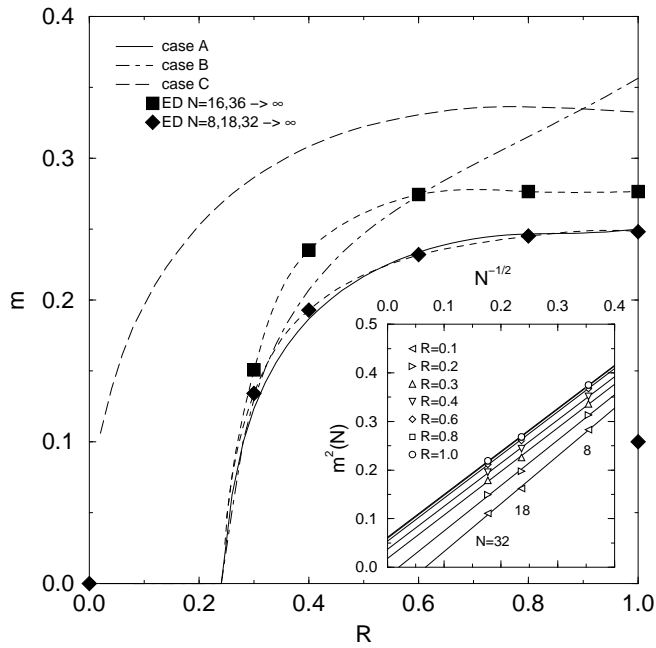 0.4
0.3
0.2
0.1
0.0
m
case A
case B
case C
ED N=16,36 −> ∞
ED N=8,18,32 −> ∞
N−1/2
0.0 0.1 0.2 0.3 0.4
0.5
0.4
0.3
0.2
0.1
0.0
m2(N)
R=0.1
R=0.2
R=0.3
R=0.4
R=0.6
R=0.8
R=1.0
8
18
N=32
0.0 0.2 0.4 0.6 0.8 1.0
R